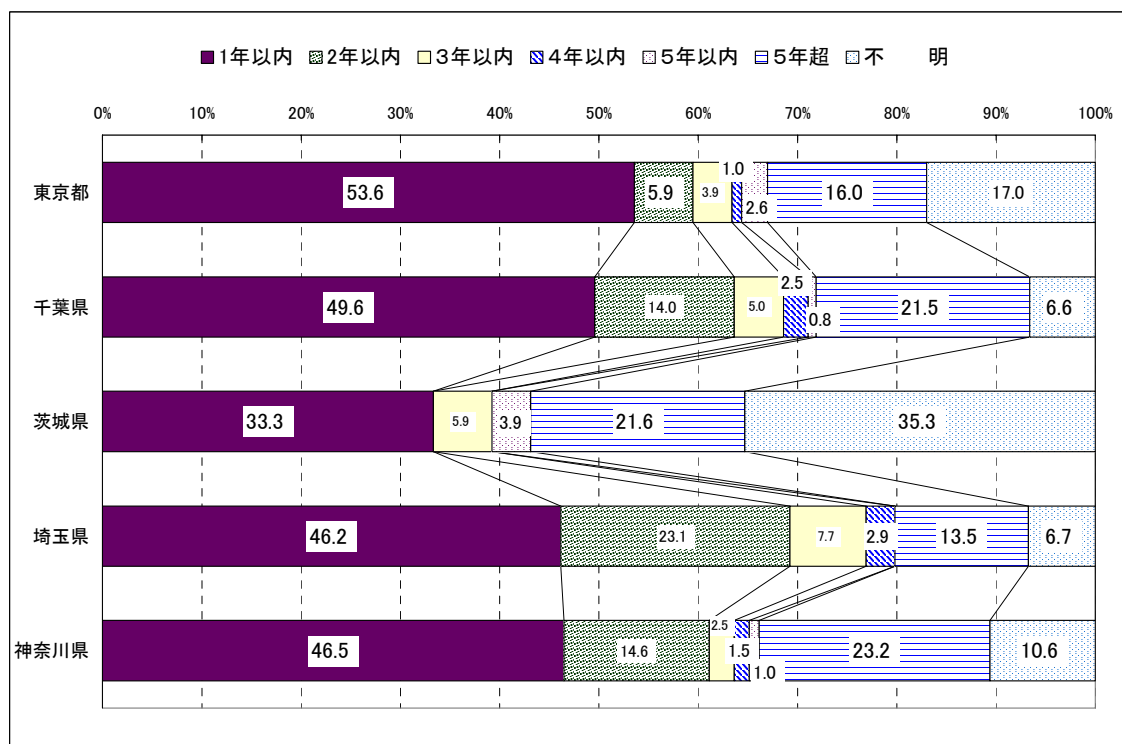 1年以内 2年以内 3年以内 4年以内 5年以内 5年超 不 明
0% 10% 20% 30% 40% 50% 60% 70% 80% 90% 100%
東京都 53.6 5.9 3.9 1.0 2.6 16.0 17.0
千葉県 49.6 14.0 5.0 2.5 0.8 21.5 6.6
茨城県 33.3 5.9 3.9 21.6 35.3
埼玉県 46.2 23.1 7.7 2.9 13.5 6.7
神奈川県 46.5 14.6 2.5 1.5 1.0 23.2 10.6